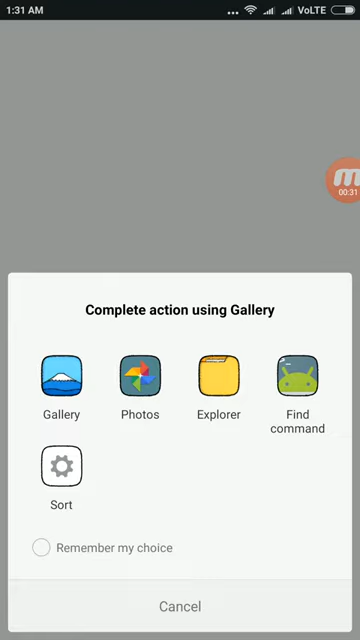 1:31 AM ... VoLTE
00:31
Complete action using Gallery
Gallery Photos Explorer Find command
Sort
Remember my choice
Cancel